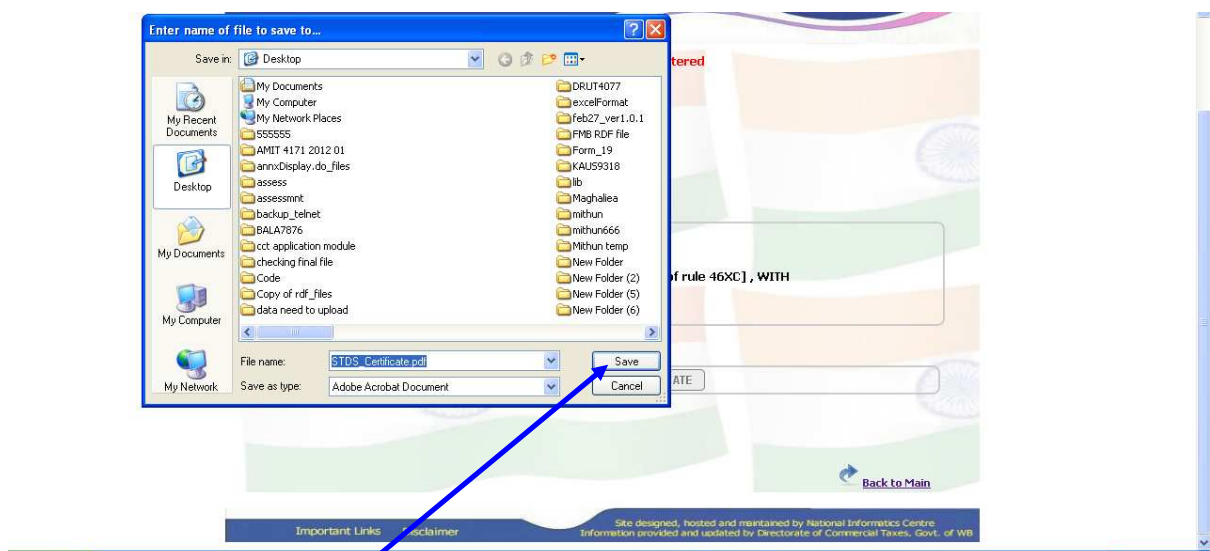 Enter name of file to save to...
tered
Save in:
Desktop
My Recent
Documents
Desktop
My Documents
My Computer
My Network
My Documents
My Computer
My Network Places
555555
AMIT 4171 2012 01
annxDisplay.do_files
assess
assessmnt
backup_telnet
BALA7876
cct application module
checking final file
Code
Copy of rdf_files
data need to upload
DRUT4077
excelFormat
feb27_ver1.0.1
FMB RDF file
Form_19
KAUS9318
lib
Maghaliea
mithun
mithun666
Mithun temp
New Folder
New Folder (2)
New Folder (5)
New Folder (6)
of rule 46XC] , WITH
File name:
STDS_Certificate.pdf
Save
Save as type:
Adobe Acrobat Document
Cancel
ATE
Back to Main
Important Links
Disclaimer
Site designed, hosted and maintained by National Informatics Centre
Information provided and updated by Directorate of Commercial Taxes, Govt. of WB